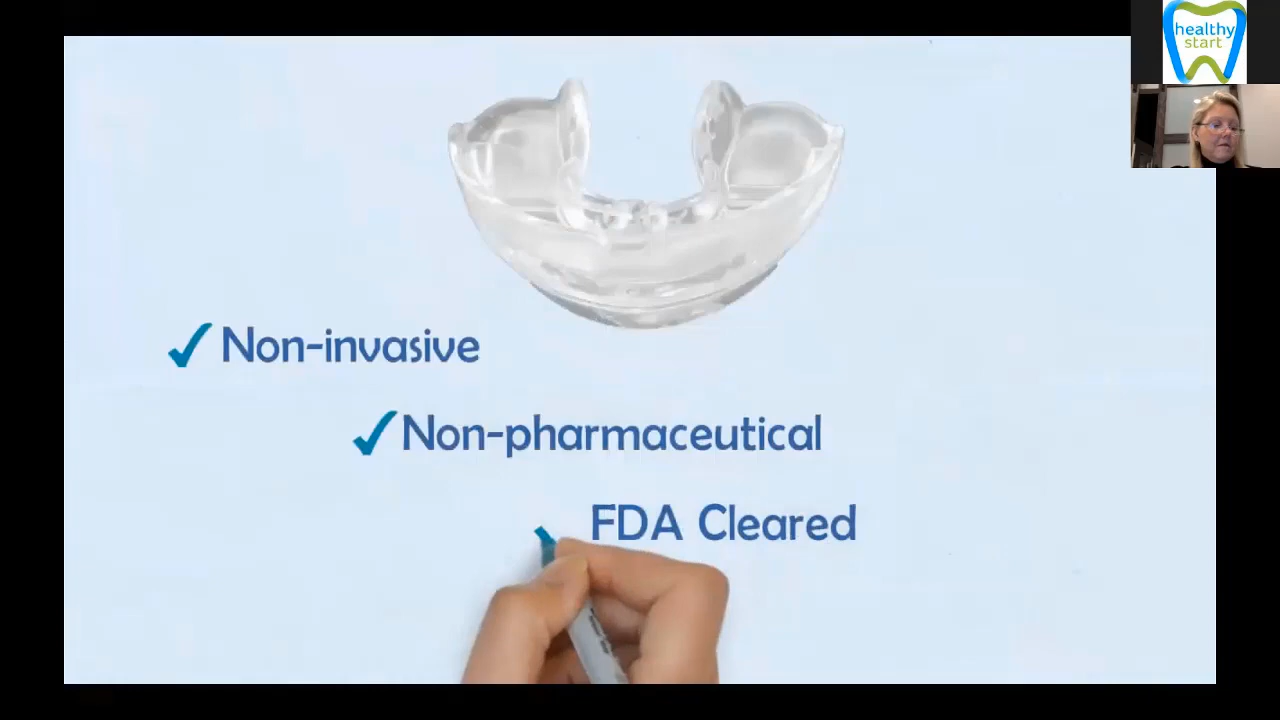 healthy
start
Non-invasive
Non-pharmaceutical
FDA Cleared